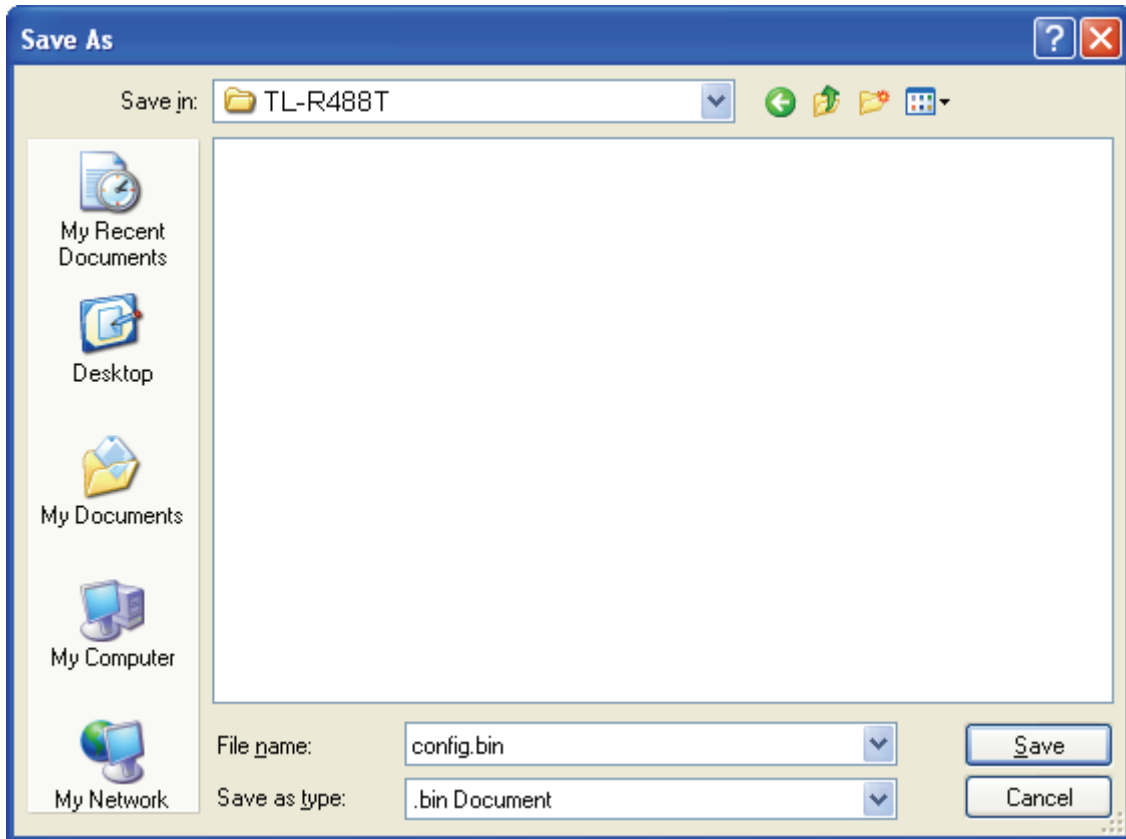 Save As
Save in:
TL-R488T
My Recent
Documents
Desktop
My Documents
My Computer
My Network
File name:
config.bin
Save
Save as type:
.bin Document
Cancel